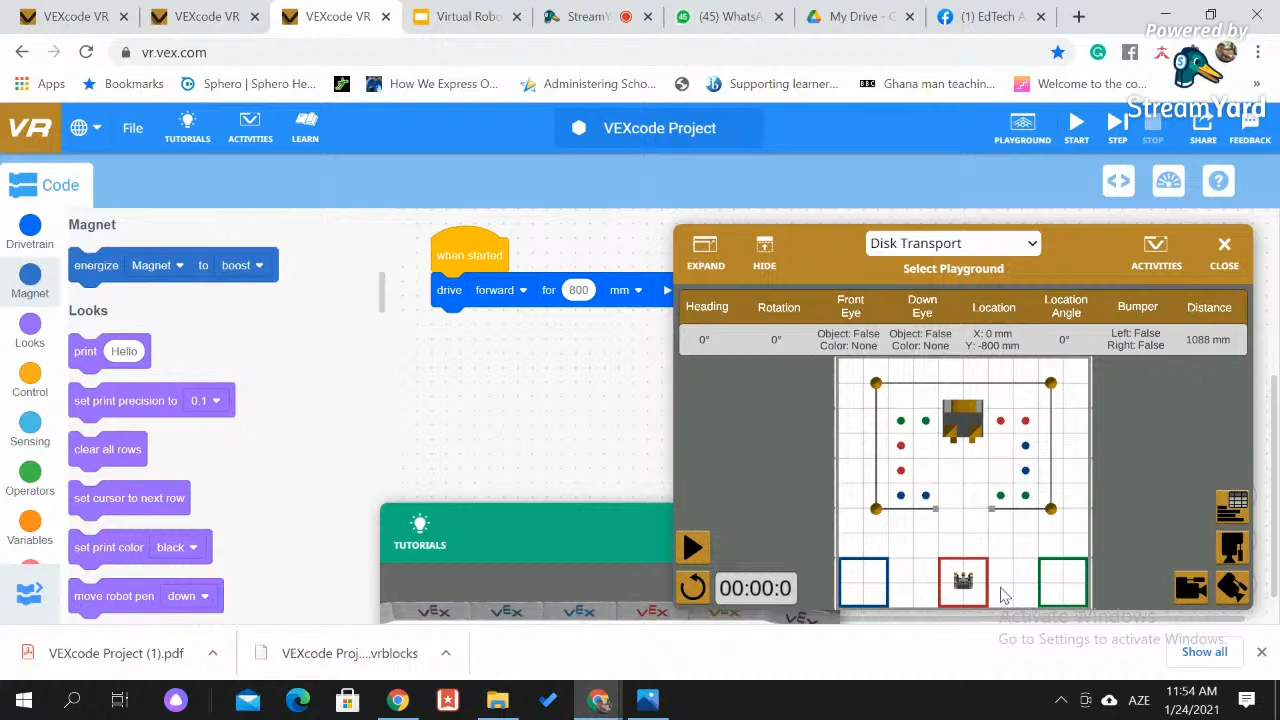 VEXcode VR
VEXcode VR
VEXcode VR
Virtual Robo
StreamY
(45) WhatsA
My Drive - C
(1) EdTech A
Powered by
StreamYard
vr.vex.com
Apps
Bookmarks
Sphero | Sphero Hel
How We Express O...
Administering Scho...
Supporting learner...
BBC
Ghana man teachin...
Welcome to the co...
»
VR
File
TUTORIALS
ACTIVITIES
LEARN
VEXcode Project
PLAYGROUND
START
STEP
STOP
SHARE
FEEDBACK
Code
Drivetrain
Magnet
Looks
Control
Sensing
Operators
Variables
Magnet
energize Magnet to boost
Looks
print Hello
set print precision to 0.1
clear all rows
set cursor to next row
set print color black
move robot pen down
when started
drive forward for 800 mm
TUTORIALS
VEX VEX VEX VEX VEX VEX
EXPAND
HIDE
Disk Transport
Select Playground
ACTIVITIES
CLOSE
Heading
Rotation
Front Eye
Down Eye
Location
Location Angle
Bumper
Distance
0°
0°
Object: False
Color: None
Object: False
Color: None
X: 0 mm
Y: -800 mm
0°
Left: False
Right: False
1088 mm
00:00:0
Activate Windows
Go to Settings to activate Windows.
VEXcode Project (1).pdf
VEXcode Proj....vrblocks
Show all
AZE
11:54 AM
1/24/2021